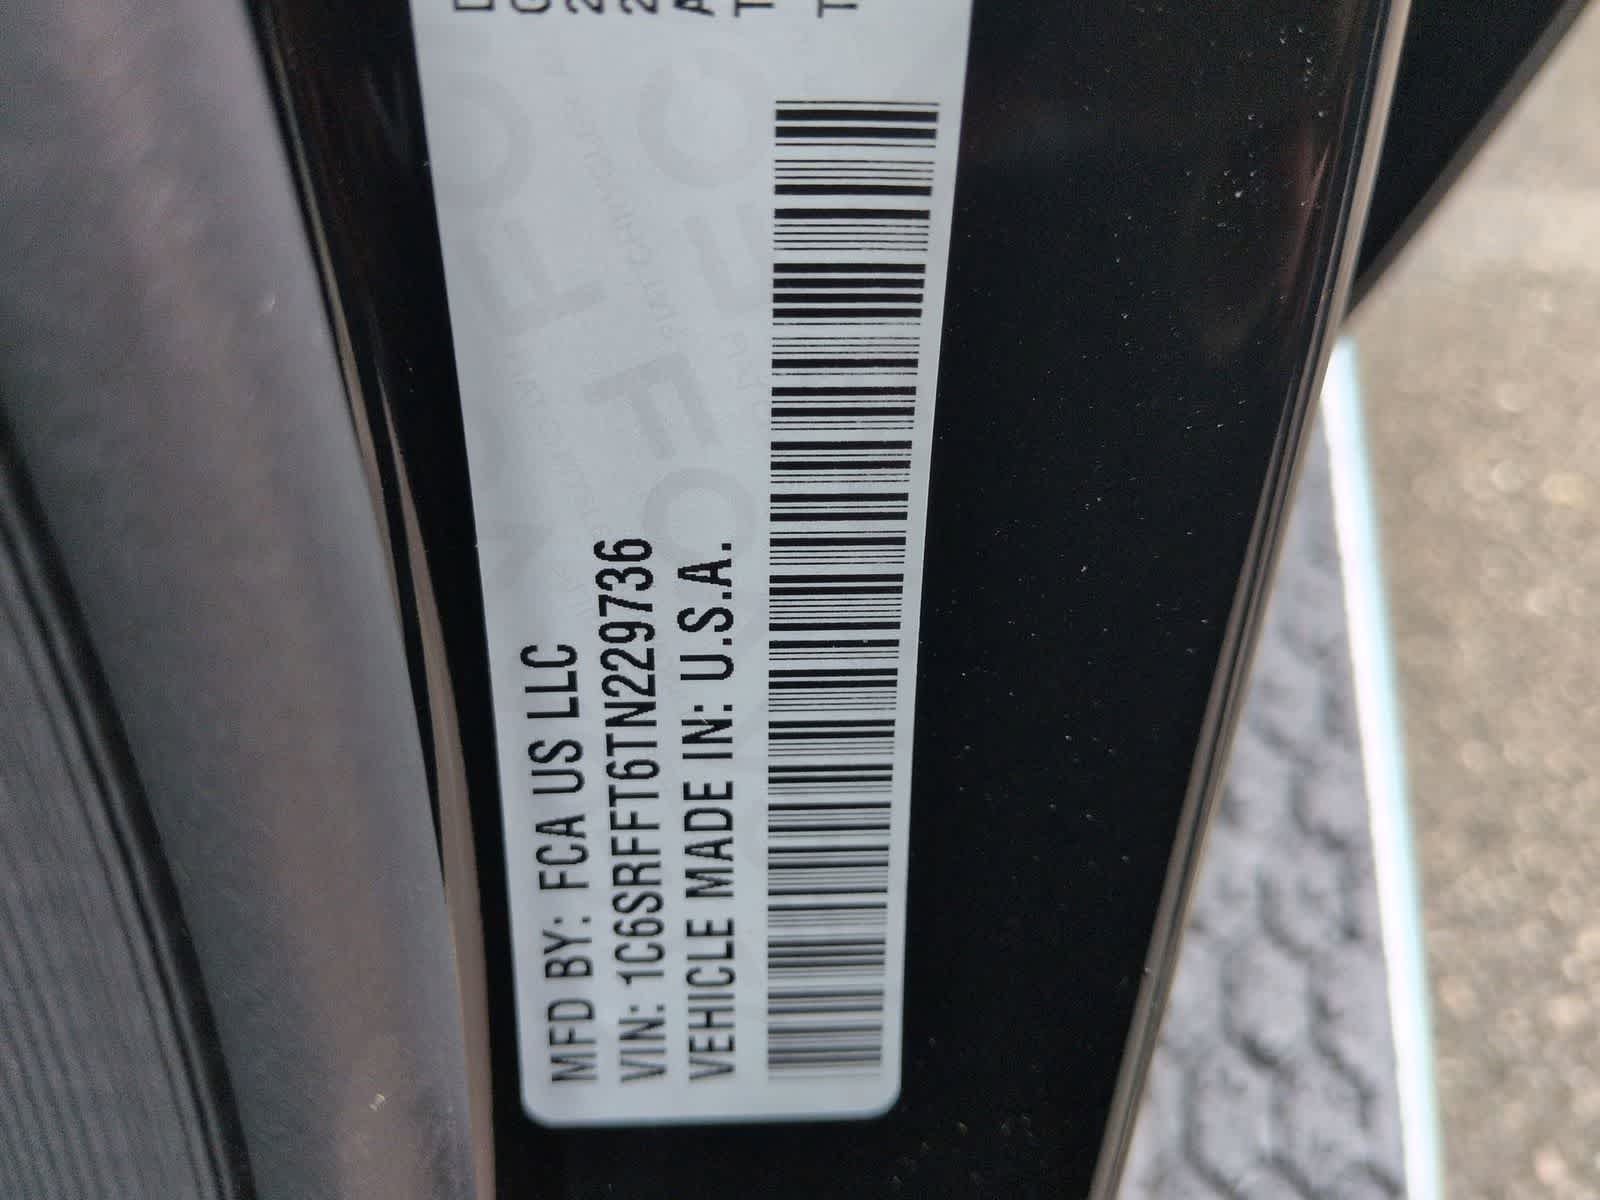 MFD BY: FCA US LLC
VIN: 1C6SRFFT6TN229736
VEHICLE MADE IN: U.S.A.